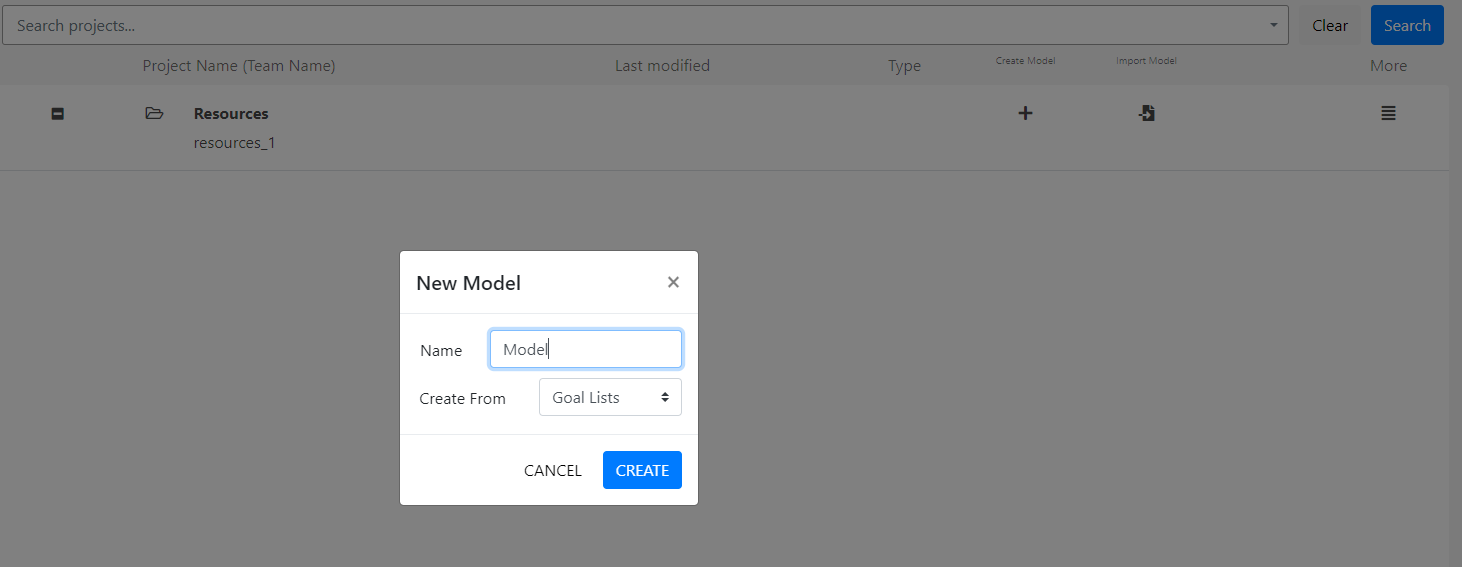 Search projects...
Clear
Search
Project Name (Team Name)
Last modified
Type
Create Model
Import Model
More
Resources
resources_1
New Model
×
Name
Model
Create From
Goal Lists
CANCEL
CREATE